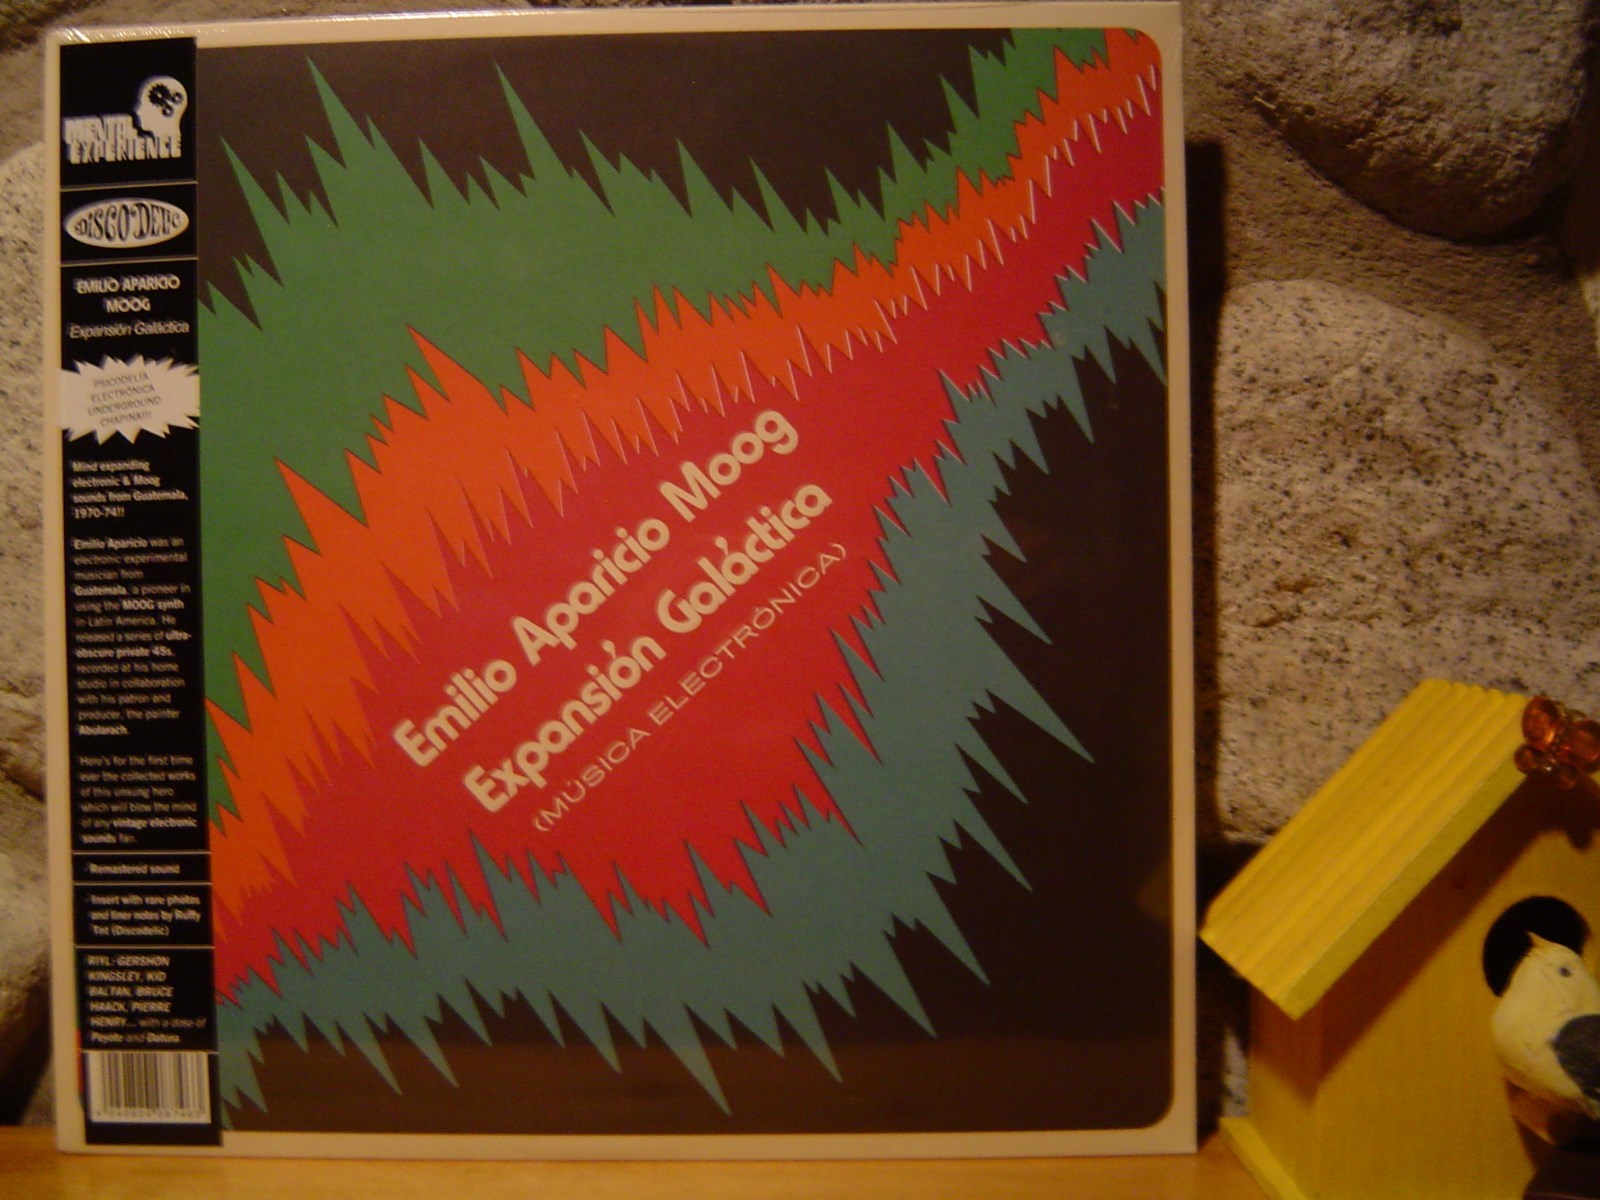 MENTAL
EXPERIENCE
DISCODELIC
EMILIO APARICIO
MOOG
Expansión Galáctica
PSICODELIA
ELECTRÓNICA
UNDERGROUND
CHAPINA!!!
Mind expanding
electronic & Moog
sounds from Guatemala,
1970-74!!
Emilio Aparicio was an
electronic experimental
musician from
Guatemala, a pioneer in
using the MOOG synth
in Latin America. He
released a series of ultra-
obscure private 45s,
recorded at his home
studio in collaboration
with his patron and
producer, the painter
Abularach.
Here's for the first time
ever the collected works
of this unsung hero
which will blow the mind
of any vintage electronic
sounds fan.
· Remastered sound
· Insert with rare photos
and liner notes by Ruffy
Tnt (Discodelic)
RIYL: GERSHON
KINGSLEY, KID
BALTAN, BRUCE
HAACK, PIERRE
HENRY... with a dose of
Peyote and Datura
Emilio Aparicio Moog
Expansión Galáctica
(MÚSICA ELECTRÓNICA)